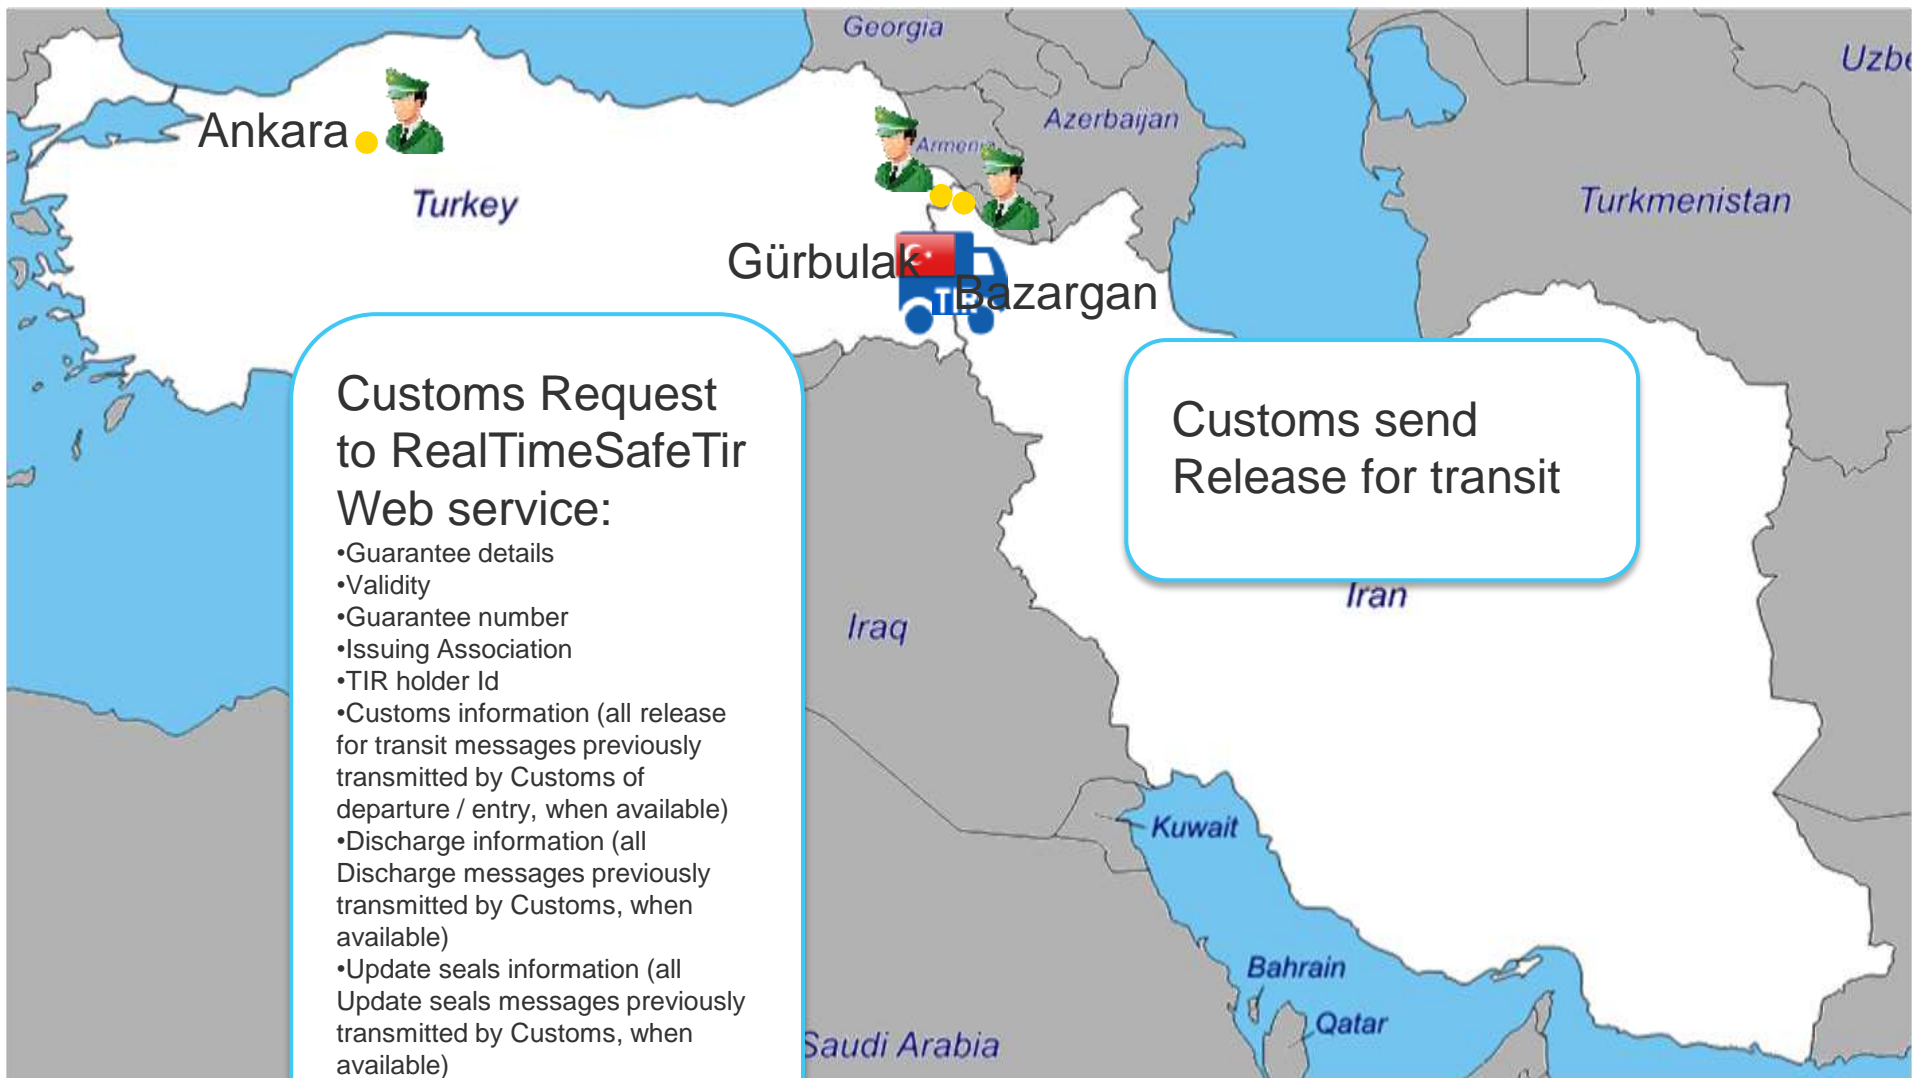 Georgia
Uzbe
Ankara
Azerbaijan
Armenia
Turkey
Turkmenistan
Gürbulak
TIR
Bazargan
Customs Request
to RealTimeSafeTir
Web service:
•Guarantee details
•Validity
•Guarantee number
•Issuing Association
•TIR holder Id
•Customs information (all release
for transit messages previously
transmitted by Customs of
departure / entry, when available)
•Discharge information (all
Discharge messages previously
transmitted by Customs, when
available)
•Update seals information (all
Update seals messages previously
transmitted by Customs, when
available)
Customs send
Release for transit
Iran
Iraq
Kuwait
Bahrain
Qatar
Saudi Arabia